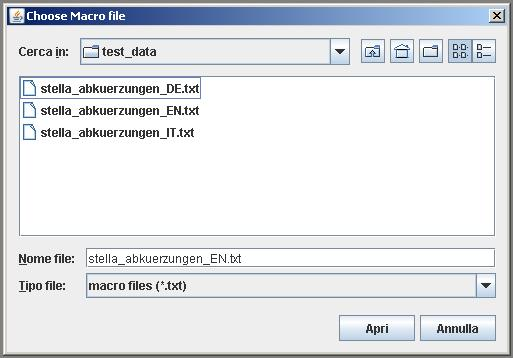 Choose Macro file
Cerca in: test_data
stella_abkuerzungen_DE.txt
stella_abkuerzungen_EN.txt
stella_abkuerzungen_IT.txt
Nome file: stella_abkuerzungen_EN.txt
Tipo file: macro files (*.txt)
Apri Annulla